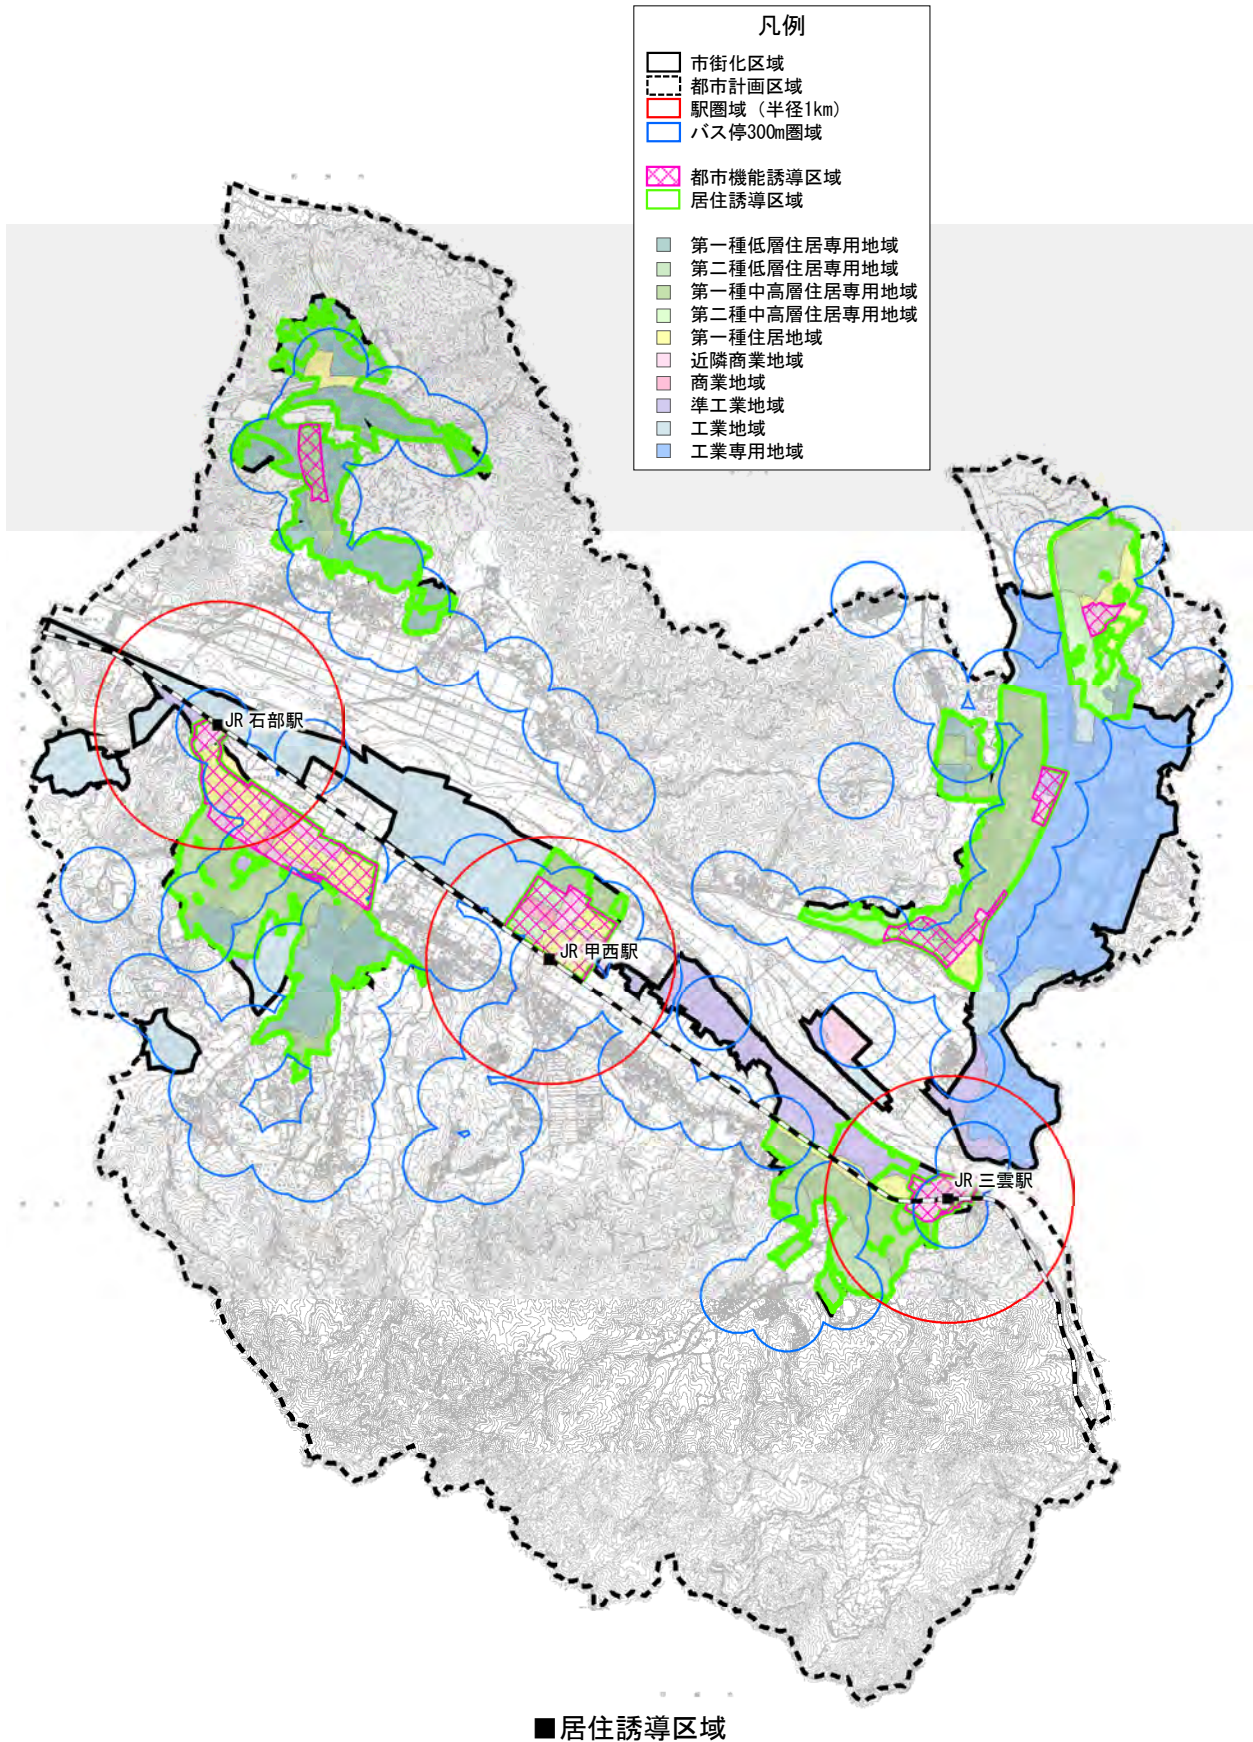 凡例
市街化区域
都市計画区域
駅圏域（半径1km）
バス停300m圏域
都市機能誘導区域
居住誘導区域
第一種低層住居専用地域
第二種低層住居専用地域
第一種中高層住居専用地域
第二種中高層住居専用地域
第一種住居地域
近隣商業地域
商業地域
準工業地域
工業地域
工業専用地域
JR 石部駅
JR 甲西駅
JR 三雲駅
■居住誘導区域